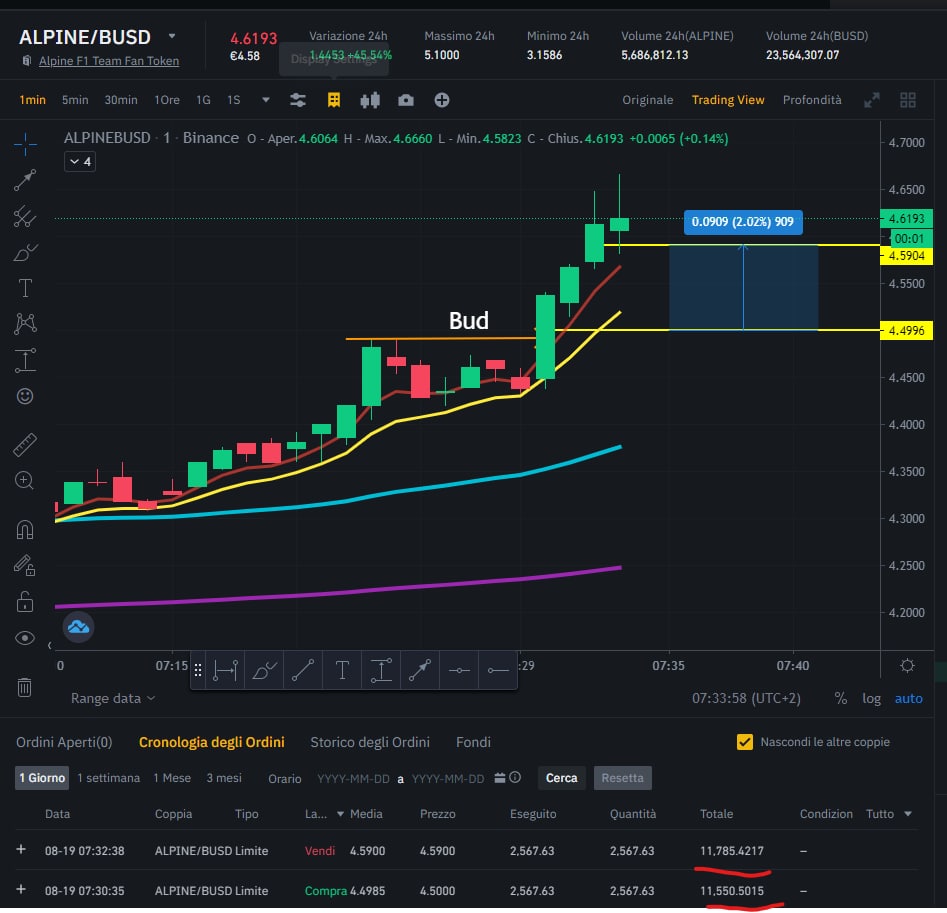 ALPINE/BUSD
Alpine F1 Team Fan Token
4.6193
€4.58
Variazione 24h
1.4453 +45.54%
Display Settings
Massimo 24h
5.1000
Minimo 24h
3.1586
Volume 24h(ALPINE)
5,686,812.13
Volume 24h(BUSD)
23,564,307.07
1min 5min 30min 1Ore 1G 1S
Originale Trading View Profondità
ALPINEBUSD · 1 · Binance O - Aper.4.6064 H - Max.4.6660 L - Min.4.5823 C - Chius.4.6193 +0.0065 (+0.14%)
4
4.7000
4.6500
4.6193
00:01
4.5904
4.5500
4.4996
4.4500
4.4000
4.3500
4.3000
4.2500
4.2000
0.0909 (2.02%) 909
Bud
0 07:15 :29 07:35 07:40
T
Range data
07:33:58 (UTC+2) % log auto
Ordini Aperti(0) Cronologia degli Ordini Storico degli Ordini Fondi
Nascondi le altre coppie
1 Giorno 1 settimana 1 Mese 3 mesi Orario YYYY-MM-DD a YYYY-MM-DD Cerca Resetta
Data Coppia Tipo La... Media Prezzo Eseguito Quantità Totale Condizion Tutto
+ 08-19 07:32:38 ALPINE/BUSD Limite Vendi 4.5900 4.5900 2,567.63 2,567.63 11,785.4217 –
+ 08-19 07:30:35 ALPINE/BUSD Limite Compra 4.4985 4.5000 2,567.63 2,567.63 11,550.5015 –